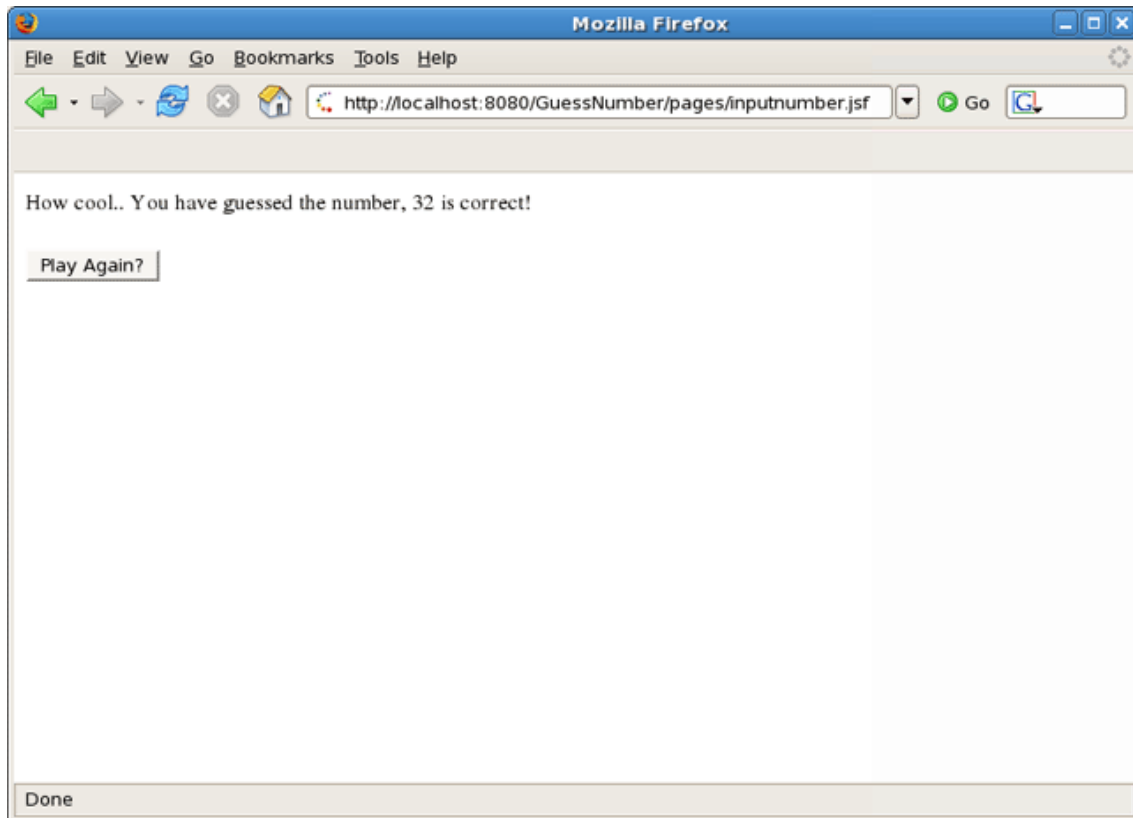 Mozilla Firefox
File Edit View Go Bookmarks Tools Help
http://localhost:8080/GuessNumber/pages/inputnumber.jsf Go G
How cool.. You have guessed the number, 32 is correct!
Play Again?
Done